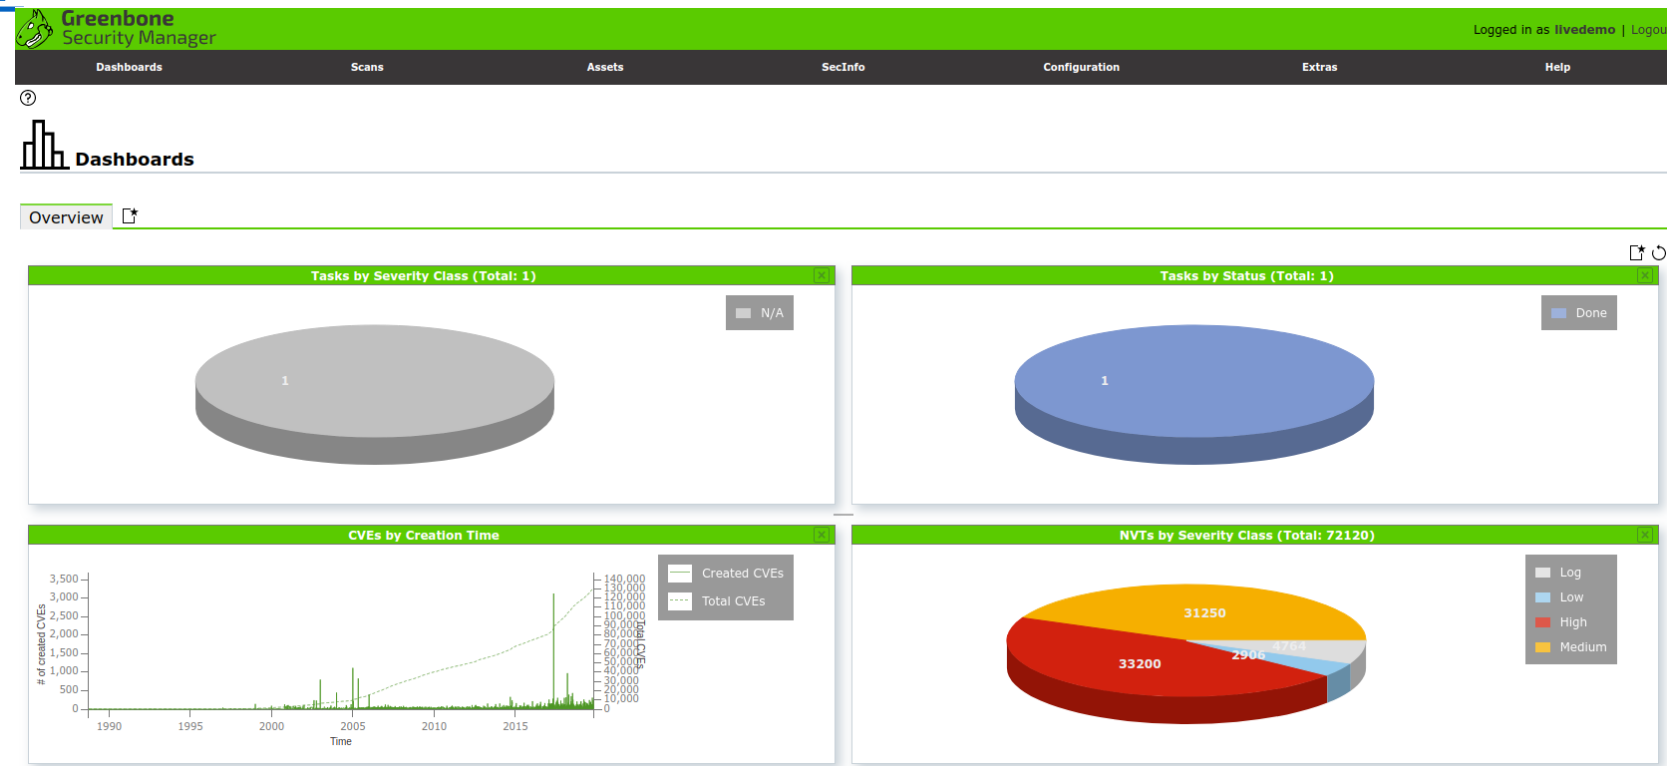 Greenbone
Security Manager
Logged in as livedemo | Logou
Dashboards Scans Assets SecInfo Configuration Extras Help
Dashboards
Overview
Tasks by Severity Class (Total: 1)
N/A
1
Tasks by Status (Total: 1)
Done
1
CVEs by Creation Time
Created CVEs
Total CVEs
# of created CVEs
3,500
3,000
2,500
2,000
1,500
1,000
500
0
140,000
130,000
120,000
110,000
100,000
90,000
80,000
70,000
60,000
50,000
40,000
30,000
20,000
10,000
0
Total CVEs
1990 1995 2000 2005 2010 2015
Time
NVTs by Severity Class (Total: 72120)
Log
Low
High
Medium
31250
4764
2906
33200